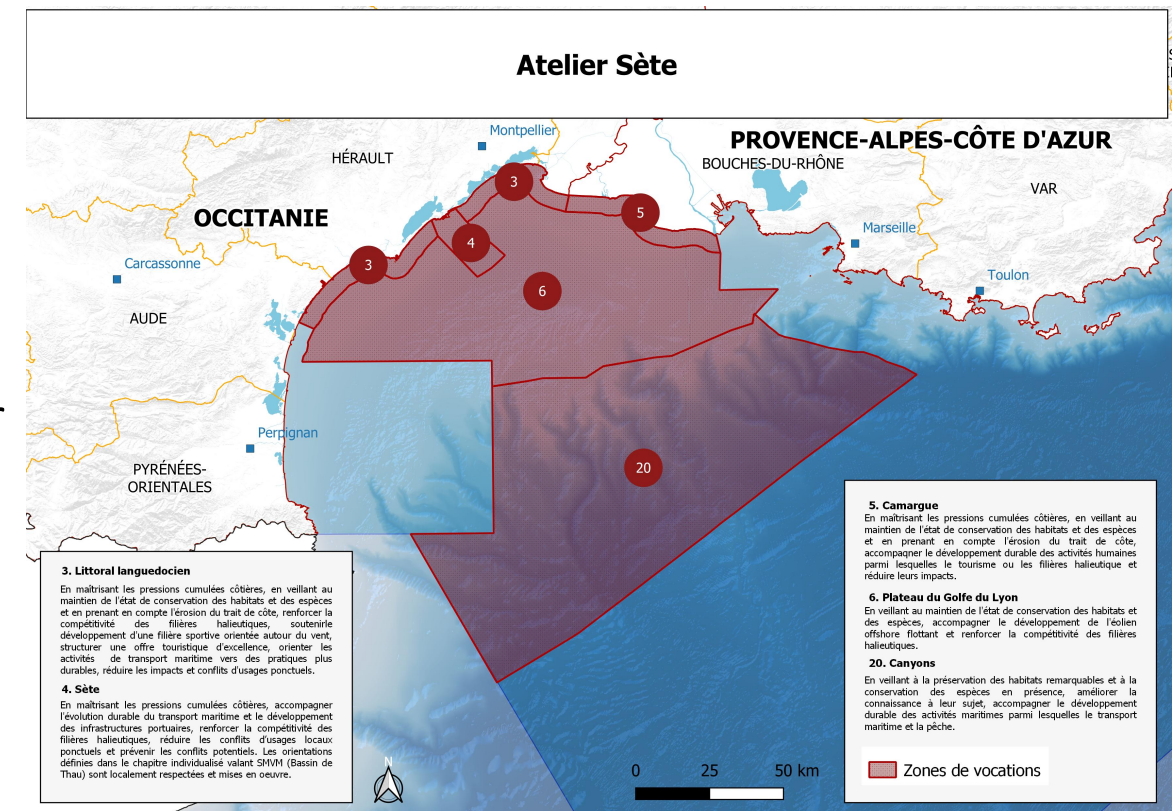 Atelier Sète
Montpellier
HÉRAULT
PROVENCE-ALPES-CÔTE D'AZUR
BOUCHES-DU-RHÔNE
VAR
3
5
OCCITANIE
4
Marseille
3
Carcassonne
6
Toulon
AUDE
Perpignan
20
PYRÉNÉES-
ORIENTALES
3. Littoral languedocien
En maîtrisant les pressions cumulées côtières, en veillant au
maintien de l'état de conservation des habitats et des espèces
et en prenant en compte l'érosion du trait de côte, renforcer la
compétitivité des filières halieutiques, soutenirle
développement d'une filière sportive orientée autour du vent,
structurer une offre touristique d'excellence, orienter les
activités de transport maritime vers des pratiques plus
durables, réduire les impacts et conflits d'usages ponctuels.
4. Sète
En maîtrisant les pressions cumulées côtières, accompagner
l'évolution durable du transport maritime et le développement
des infrastructures portuaires, renforcer la compétitivité des
filières halieutiques, réduire les conflits d'usages locaux
ponctuels et prévenir les conflits potentiels. Les orientations
définies dans le chapitre individualisé valant SMVM (Bassin de
Thau) sont localement respectées et mises en oeuvre.
N
0 25 50 km
5. Camargue
En maîtrisant les pressions cumulées côtières, en veillant au
maintien de l'état de conservation des habitats et des espèces
et en prenant en compte l'érosion du trait de côte,
accompagner le développement durable des activités humaines
parmi lesquelles le tourisme ou les filières halieutique et
réduire leurs impacts.
6. Plateau du Golfe du Lyon
En veillant au maintien de l'état de conservation des habitats et
des espèces, accompagner le développement de l'éolien
offshore flottant et renforcer la compétitivité des filières
halieutiques.
20. Canyons
En veillant à la préservation des habitats remarquables et à la
conservation des espèces en présence, améliorer la
connaissance à leur sujet, accompagner le développement
durable des activités maritimes parmi lesquelles le transport
maritime et la pêche.
Zones de vocations